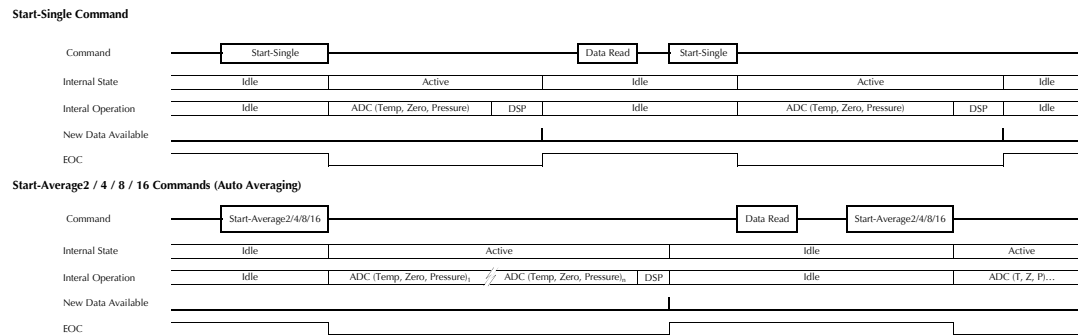 Start-Single Command
Command Start-Single Data Read Start-Single
Internal State Idle Active Idle Active Idle
Interal Operation Idle ADC (Temp, Zero, Pressure) DSP Idle ADC (Temp, Zero, Pressure) DSP Idle
New Data Available
EOC
Start-Average2 / 4 / 8 / 16 Commands (Auto Averaging)
Command Start-Average2/4/8/16 Data Read Start-Average2/4/8/16
Internal State Idle Active Idle Active
Interal Operation Idle ADC (Temp, Zero, Pressure)₁ ADC (Temp, Zero, Pressure)ₙ DSP Idle ADC (T, Z, P)...
New Data Available
EOC